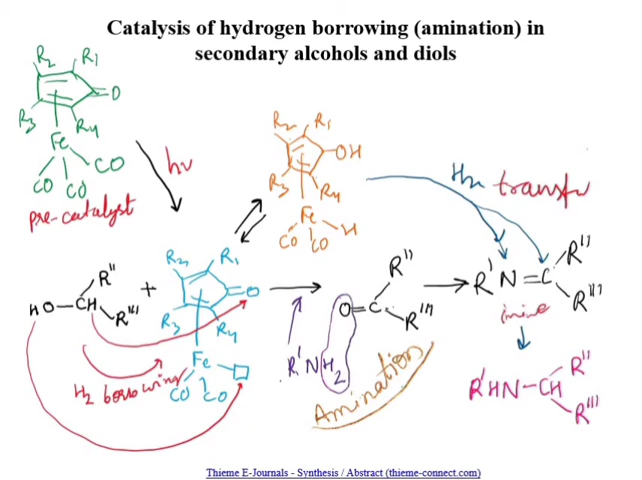 Catalysis of hydrogen borrowing (amination) in
secondary alcohols and diols
R2 R1
O
R3 R4
Fe
CO
CO CO
pre-catalyst
hν
R2 R1
OH
R3 R4
Fe
CO CO H
H2 transfer
HO-CH
R''
R'''
+
R2 R1
O
R3 R4
Fe
CO CO
H2 borrowing
R'NH2
O=C
R''
R'''
Amination
R'N=C
R''
R'''
imine
R'HN-CH
R''
R'''
Thieme E-Journals - Synthesis / Abstract (thieme-connect.com)